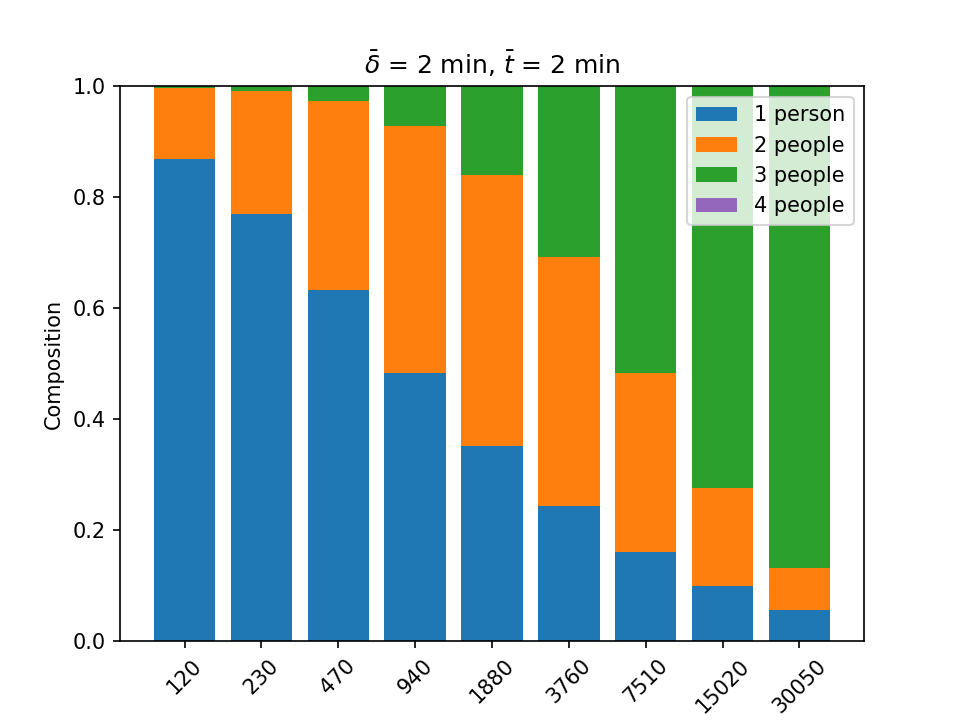 δ̄ = 2 min, t̄ = 2 min
1 person
2 people
3 people
4 people
Composition
1.0
0.8
0.6
0.4
0.2
0.0
120
230
470
940
1880
3760
7510
15020
30050